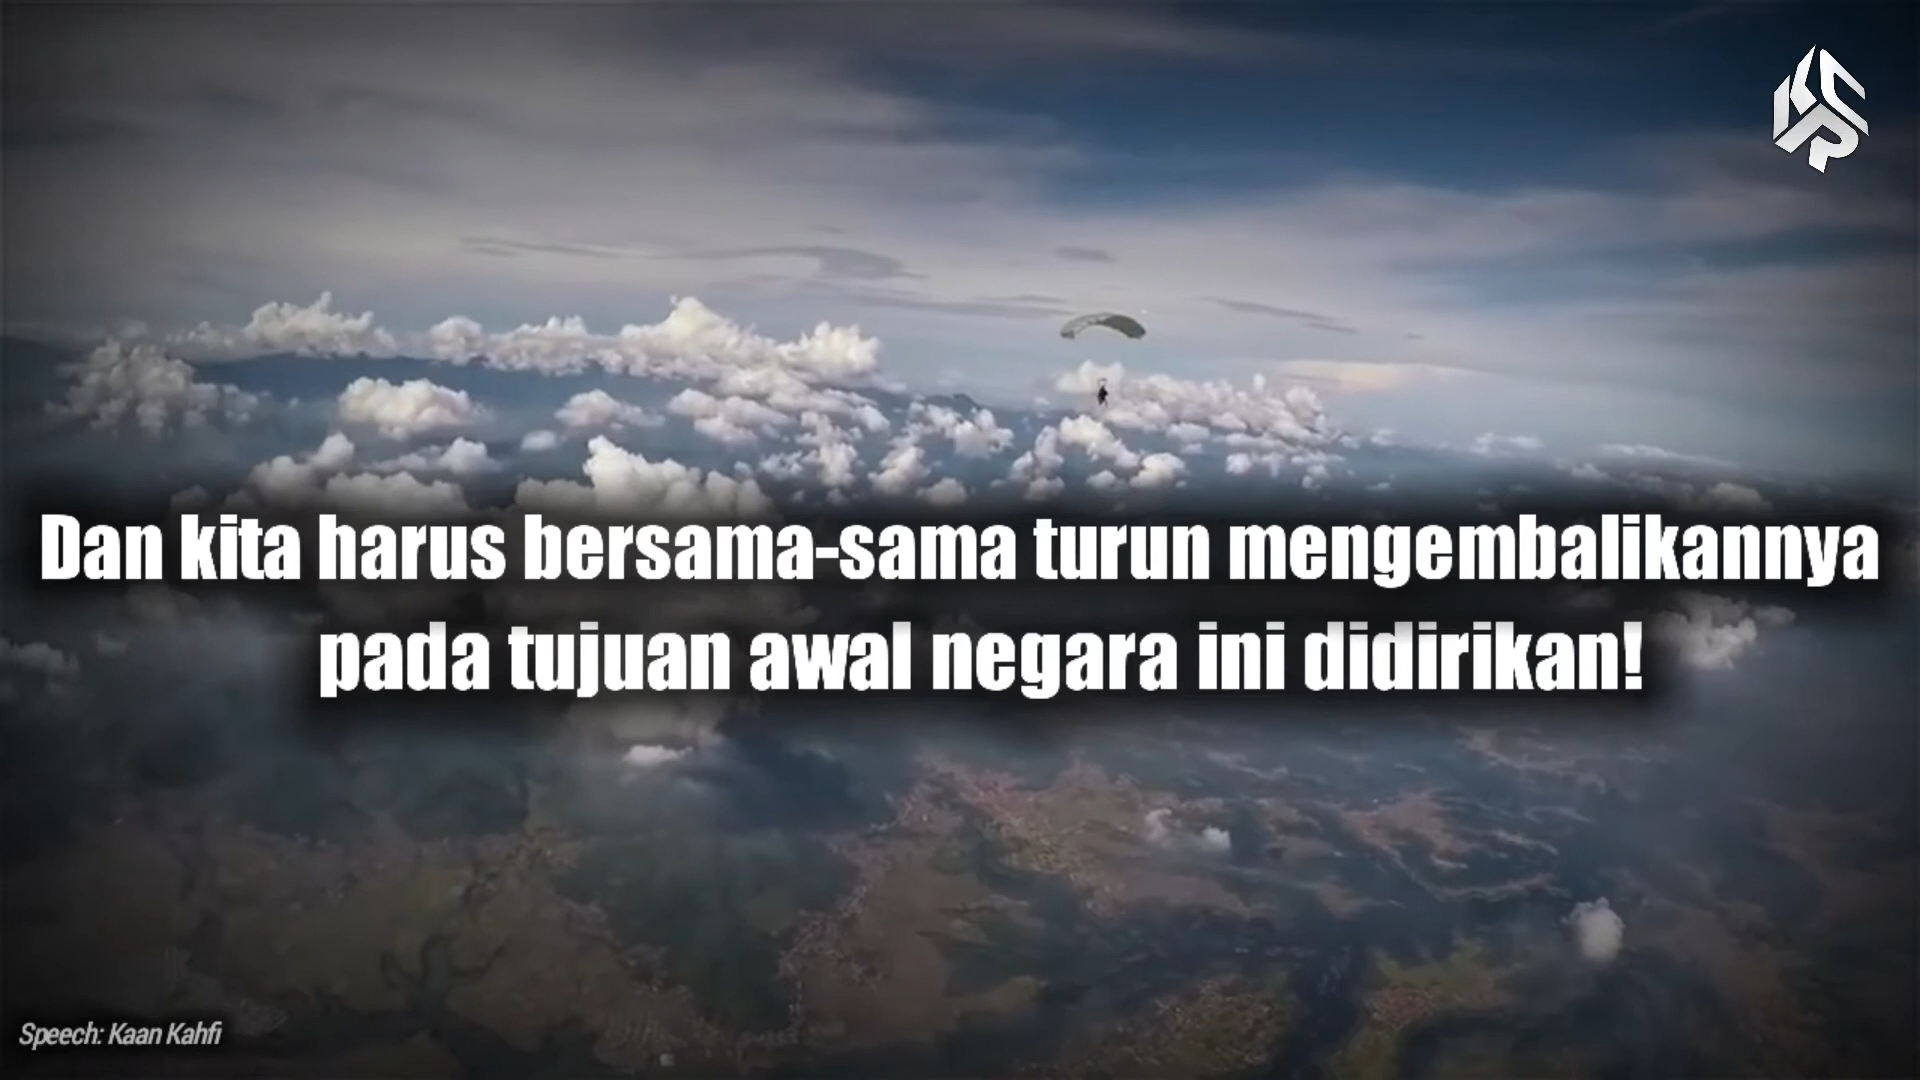 Dan kita harus bersama-sama turun mengembalikannya
pada tujuan awal negara ini didirikan!
Speech: Kaan Kahfi